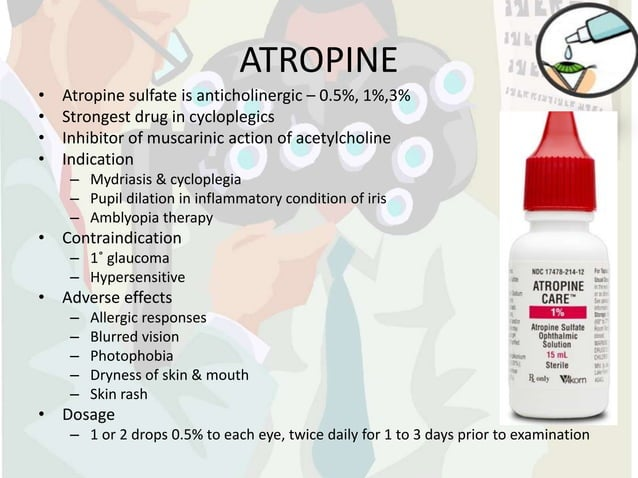 ATROPINE
• Atropine sulfate is anticholinergic – 0.5%, 1%,3%
• Strongest drug in cycloplegics
• Inhibitor of muscarinic action of acetylcholine
• Indication
– Mydriasis & cycloplegia
– Pupil dilation in inflammatory condition of iris
– Amblyopia therapy
• Contraindication
– 1˚ glaucoma
– Hypersensitive
• Adverse effects
– Allergic responses
– Blurred vision
– Photophobia
– Dryness of skin & mouth
– Skin rash
• Dosage
– 1 or 2 drops 0.5% to each eye, twice daily for 1 to 3 days prior to examination
NDC 17478-214-12
ATROPINE
CARE™
1%
Atropine Sulfate
Ophthalmic
Solution
15 mL
Sterile
Rx only
Akorn